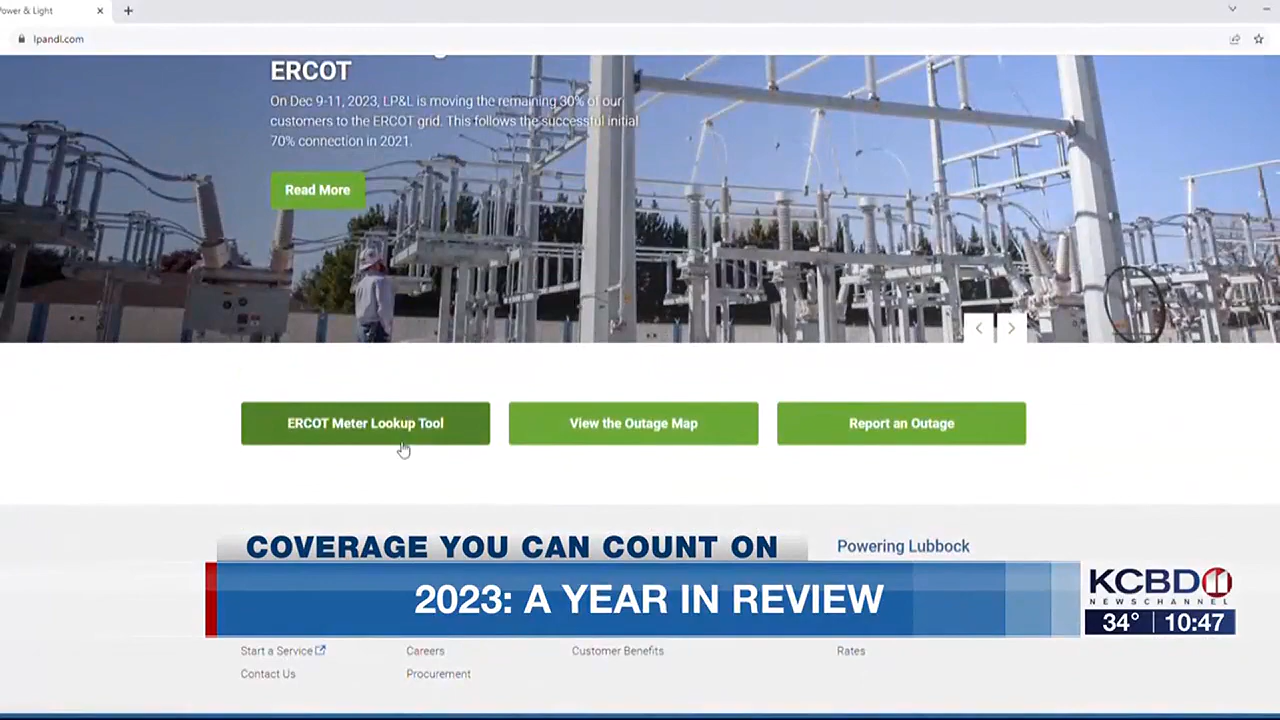 Power & Light
lpandl.com
ERCOT
On Dec 9-11, 2023, LP&L is moving the remaining 30% of our
customers to the ERCOT grid. This follows the successful initial
70% connection in 2021.
Read More
ERCOT Meter Lookup Tool
View the Outage Map
Report an Outage
COVERAGE YOU CAN COUNT ON
Powering Lubbock
2023: A YEAR IN REVIEW
KCBD 11
NEWSCHANNEL
34° 10:47
Start a Service
Careers
Customer Benefits
Rates
Contact Us
Procurement